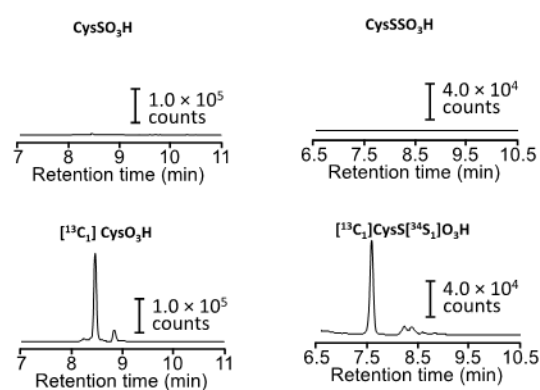 CysSO₃H
1.0 × 10⁵
counts
7 8 9 10 11
Retention time (min)
CysSSO₃H
4.0 × 10⁴
counts
6.5 7.5 8.5 9.5 10.5
Retention time (min)
[¹³C₁] CysO₃H
1.0 × 10⁵
counts
7 8 9 10 11
Retention time (min)
[¹³C₁]CysS[³⁴S₁]O₃H
4.0 × 10⁴
counts
6.5 7.5 8.5 9.5 10.5
Retention time (min)